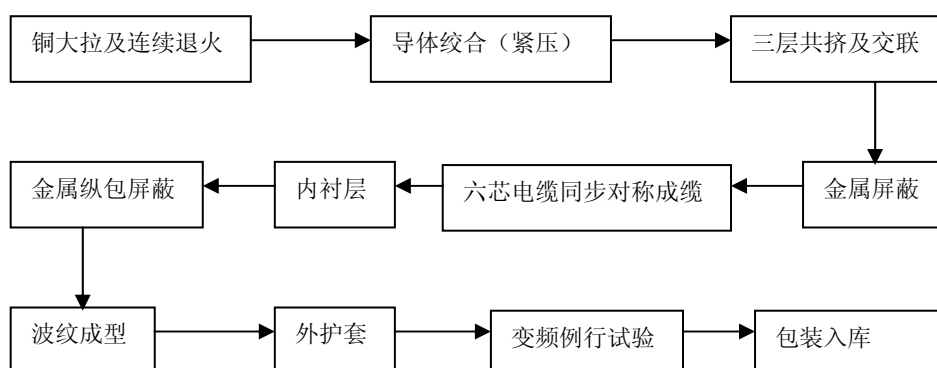 铜大拉及连续退火
导体绞合（紧压）
三层共挤及交联
金属屏蔽
六芯电缆同步对称成缆
内衬层
金属纵包屏蔽
波纹成型
外护套
变频例行试验
包装入库